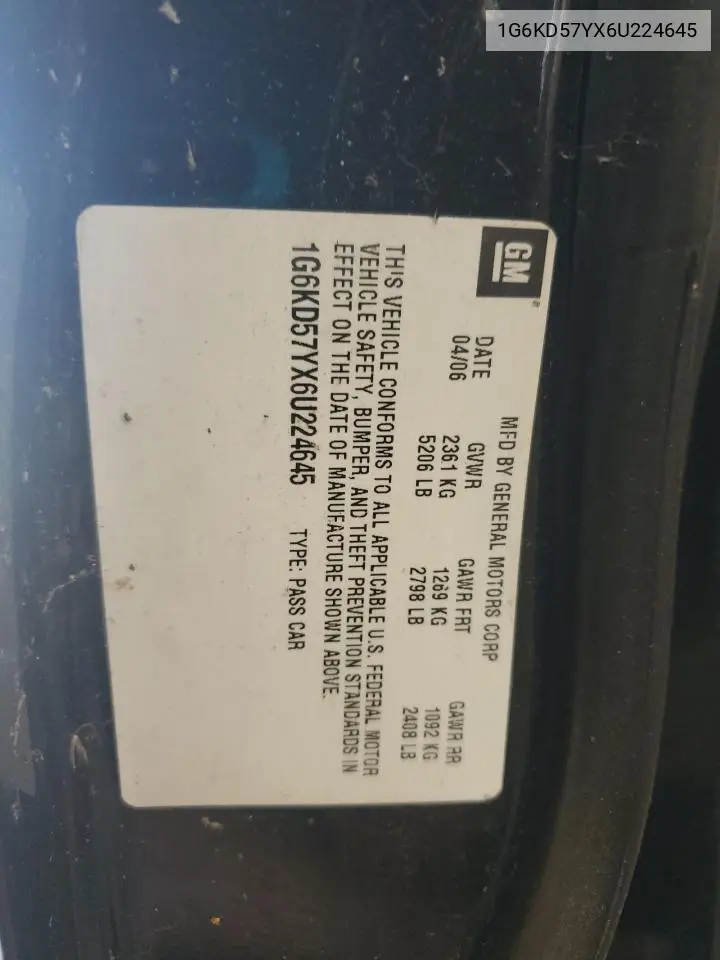 1G6KD57YX6U224645
GM
MFD BY GENERAL MOTORS CORP
DATE GVWR GAWR FRT GAWR RR
04/06 2361 KG 1269 KG 1092 KG
5206 LB 2798 LB 2408 LB
THIS VEHICLE CONFORMS TO ALL APPLICABLE U.S. FEDERAL MOTOR
VEHICLE SAFETY, BUMPER, AND THEFT PREVENTION STANDARDS IN
EFFECT ON THE DATE OF MANUFACTURE SHOWN ABOVE.
1G6KD57YX6U224645 TYPE: PASS CAR